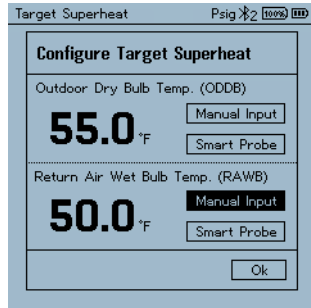 Target Superheat Psig 2 100%
Configure Target Superheat
Outdoor Dry Bulb Temp. (ODDB)
55.0 °F
Manual Input
Smart Probe
Return Air Wet Bulb Temp. (RAWB)
50.0 °F
Manual Input
Smart Probe
Ok